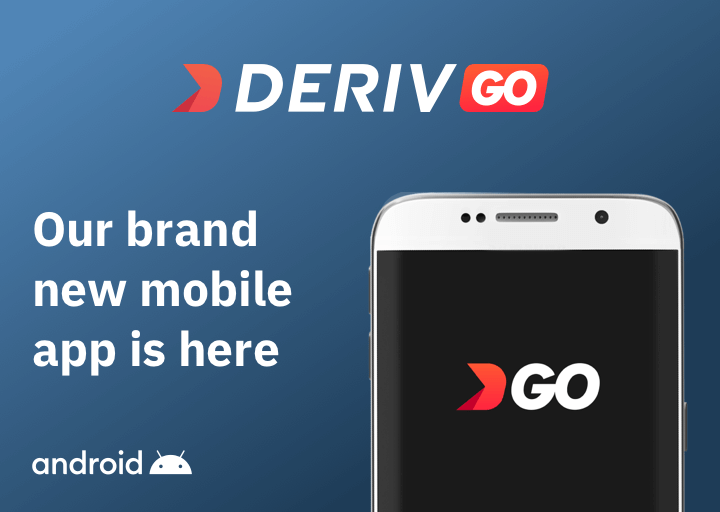 DERIV GO
Our brand
new mobile
app is here
GO
android